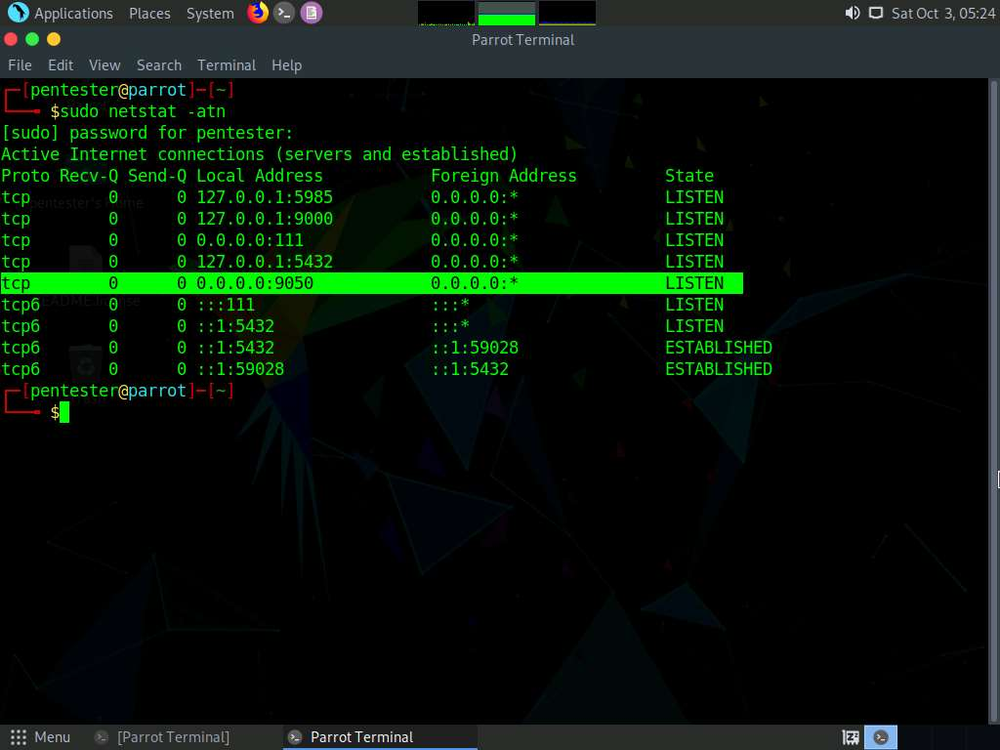 Applications Places System Sat Oct 3, 05:24
Parrot Terminal
File Edit View Search Terminal Help
┌─[pentester@parrot]─[~]
└──╼ $sudo netstat -atn
[sudo] password for pentester:
Active Internet connections (servers and established)
Proto Recv-Q Send-Q Local Address Foreign Address State
tcp 0 0 127.0.0.1:5985 0.0.0.0:* LISTEN
pentester's Home
tcp 0 0 127.0.0.1:9000 0.0.0.0:* LISTEN
tcp 0 0 0.0.0.0:111 0.0.0.0:* LISTEN
tcp 0 0 127.0.0.1:5432 0.0.0.0:* LISTEN
tcp 0 0 0.0.0.0:9050 0.0.0.0:* LISTEN
README.license
tcp6 0 0 :::111 :::* LISTEN
tcp6 0 0 ::1:5432 :::* LISTEN
tcp6 0 0 ::1:5432 ::1:59028 ESTABLISHED
tcp6 0 0 ::1:59028 ::1:5432 ESTABLISHED
┌─[pentester@parrot]─[~]
└──╼ $
Menu [Parrot Terminal] Parrot Terminal